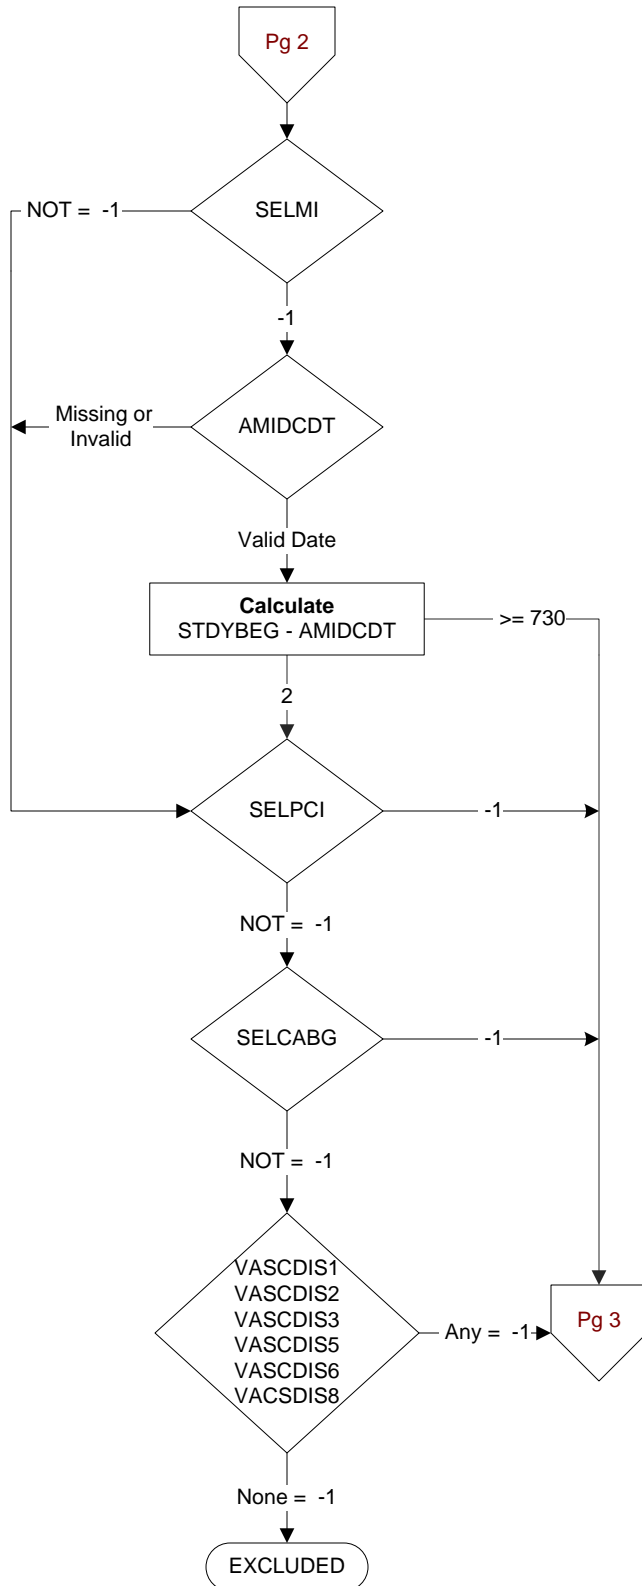 Pg 2
SELMI
NOT = -1
-1
AMIDCDT
Missing or
Invalid
Valid Date
Calculate
STDYBEG - AMIDCDT
>= 730
2
SELPCI
-1
NOT = -1
SELCABG
-1
NOT = -1
VASCDIS1
VASCDIS2
VASCDIS3
VASCDIS5
VASCDIS6
VACSDIS8
Any = -1
Pg 3
None = -1
EXCLUDED